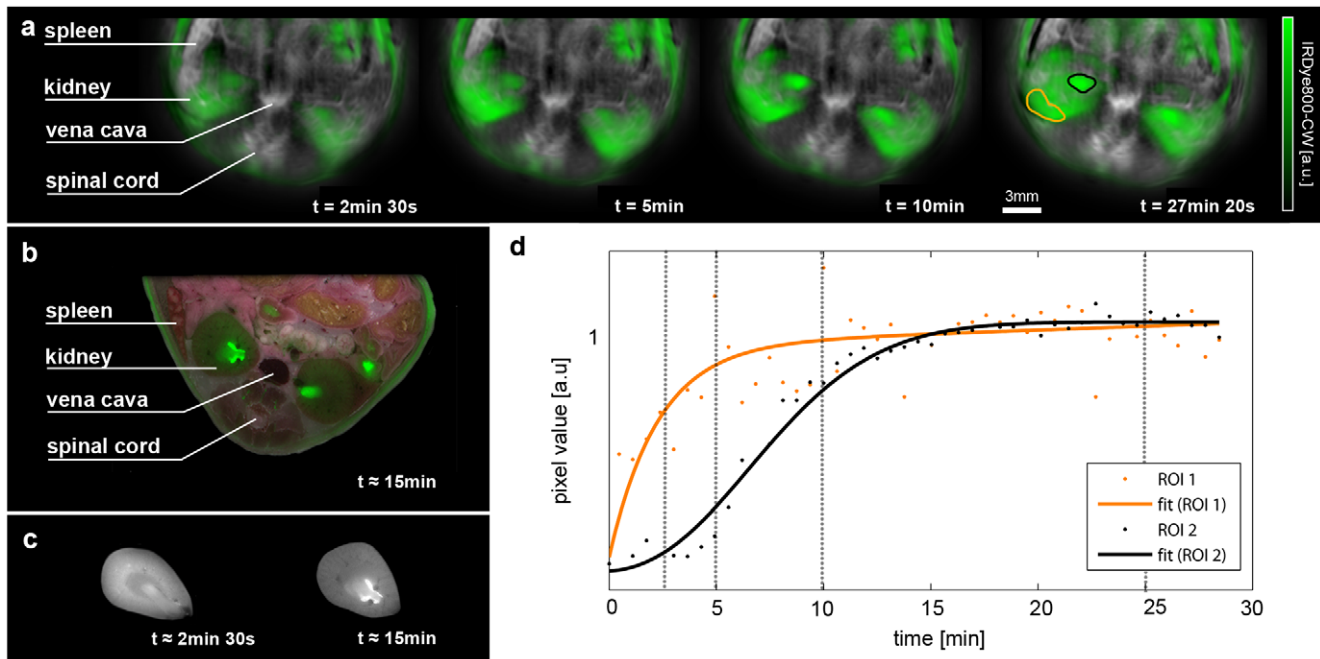 a
spleen
kidney
vena cava
spinal cord
t = 2min 30s
t = 5min
t = 10min
3mm
t = 27min 20s
IRDye800-CW [a.u.]
b
spleen
kidney
vena cava
spinal cord
t ≈ 15min
c
t ≈ 2min 30s
t ≈ 15min
d
pixel value [a.u]
1
ROI 1
fit (ROI 1)
ROI 2
fit (ROI 2)
0 5 10 15 20 25 30
time [min]